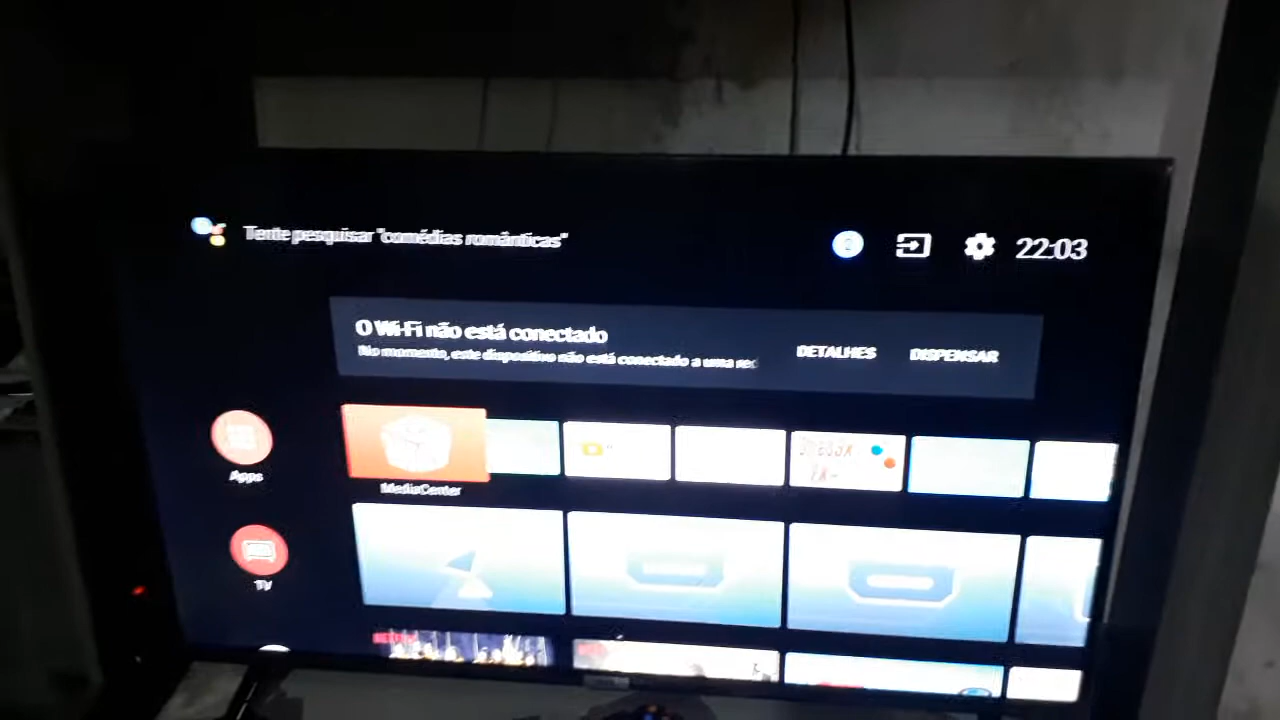 Tente pesquisar "comédias românticas"
22:03
O Wi-Fi não está conectado
No momento, este dispositivo não está conectado a uma
DETALHES
DISPENSAR
Apps
MediaCenter
TV